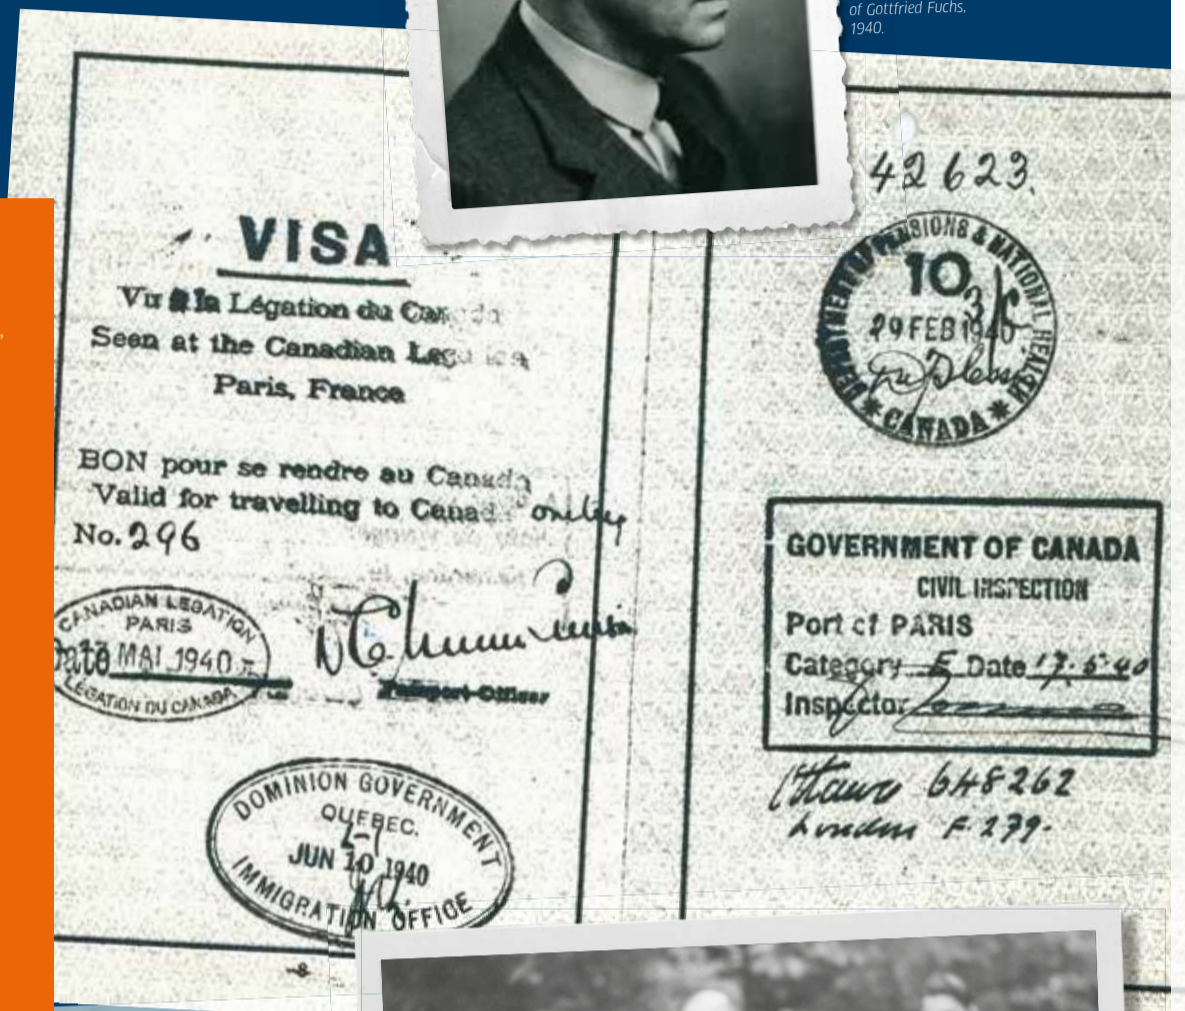 of Gottfried Fuchs,
1940.
VISA
Vu à la Légation du Canada
Seen at the Canadian Legation
Paris, France
BON pour se rendre au Canada
Valid for travelling to Canada only
No. 296
CANADIAN LEGATION
PARIS
Date MAI 1940
LEGATION DU CANADA
Passport Officer
DOMINION GOVERNMENT
QUEBEC.
JUN 10 1940
IMMIGRATION OFFICE
8
42623.
DEPARTMENT OF PENSIONS & NATIONAL HEALTH
10
29 FEB 1940
* CANADA *
GOVERNMENT OF CANADA
CIVIL INSPECTION
Port of PARIS
Category E Date 17.5.40
Inspector
Ottawa 648262
London F. 279.